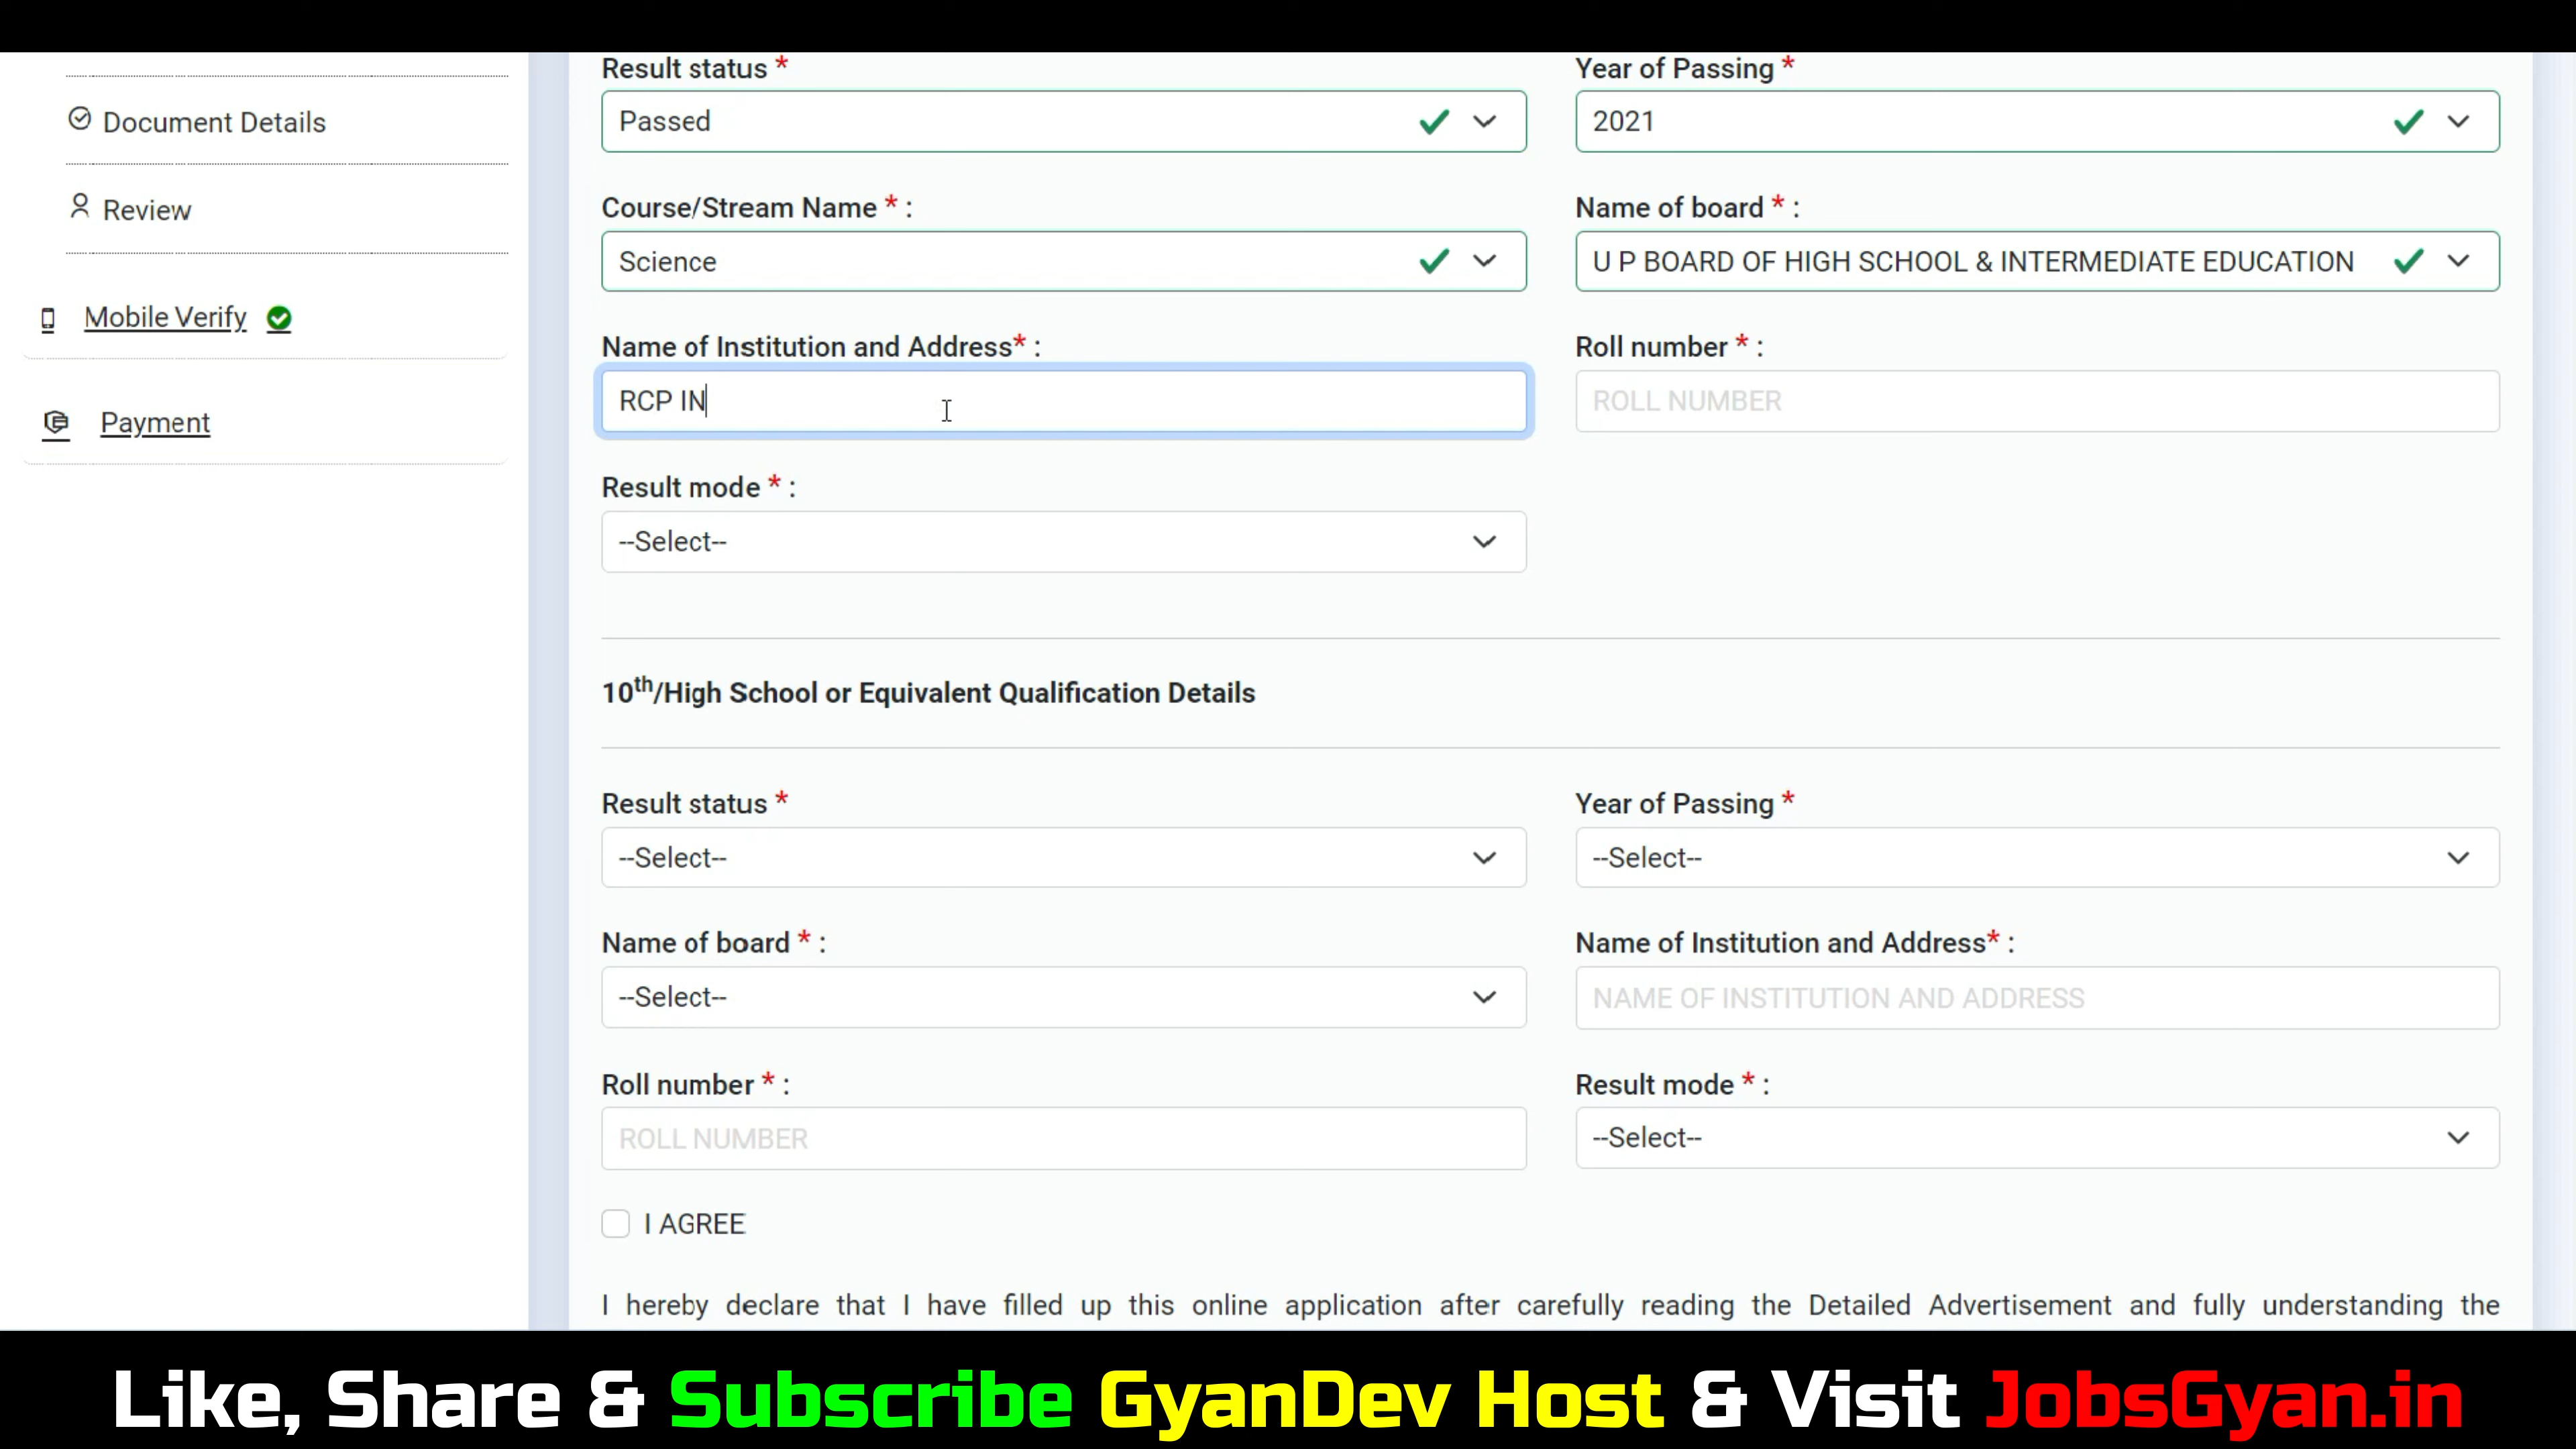 Document Details
Review
Mobile Verify
Payment
Result status * Year of Passing *
Passed 2021
Course/Stream Name * : Name of board * :
Science U P BOARD OF HIGH SCHOOL & INTERMEDIATE EDUCATION
Name of Institution and Address* : Roll number * :
RCP IN ROLL NUMBER
Result mode * :
--Select--
10th/High School or Equivalent Qualification Details
Result status * Year of Passing *
--Select-- --Select--
Name of board * : Name of Institution and Address* :
--Select-- NAME OF INSTITUTION AND ADDRESS
Roll number * : Result mode * :
ROLL NUMBER --Select--
I AGREE
I hereby declare that I have filled up this online application after carefully reading the Detailed Advertisement and fully understanding the
Like, Share & Subscribe GyanDev Host & Visit JobsGyan.in